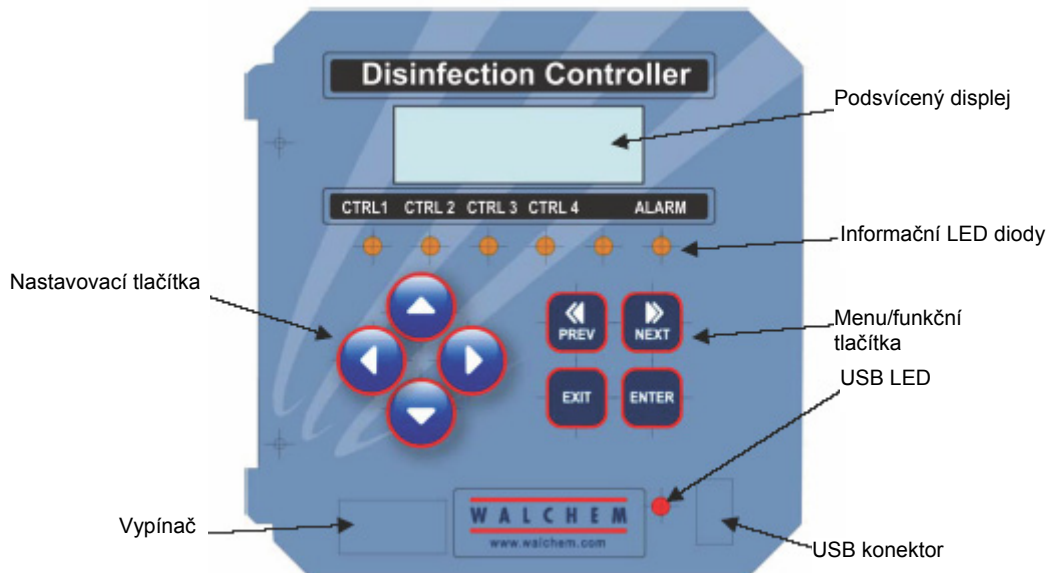 Disinfection Controller
Podsvícený displej
CTRL1 CTRL 2 CTRL 3 CTRL 4 ALARM
Informační LED diody
Nastavovací tlačítka
PREV NEXT
Menu/funkční
tlačítka
USB LED
EXIT ENTER
WALCHEM
www.walchem.com
Vypínač
USB konektor